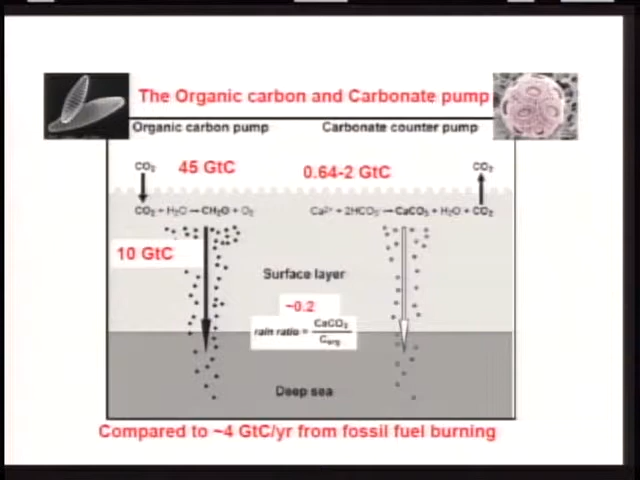 The Organic carbon and Carbonate pump
Organic carbon pump
Carbonate counter pump
CO₂
45 GtC
0.64-2 GtC
CO₂
CO₂ + H₂O → CH₂O + O₂
Ca²⁺ + 2HCO₃⁻ → CaCO₃ + H₂O + CO₂
10 GtC
Surface layer
~0.2
rain ratio = CaCO₃ / Corg
Deep sea
Compared to ~4 GtC/yr from fossil fuel burning